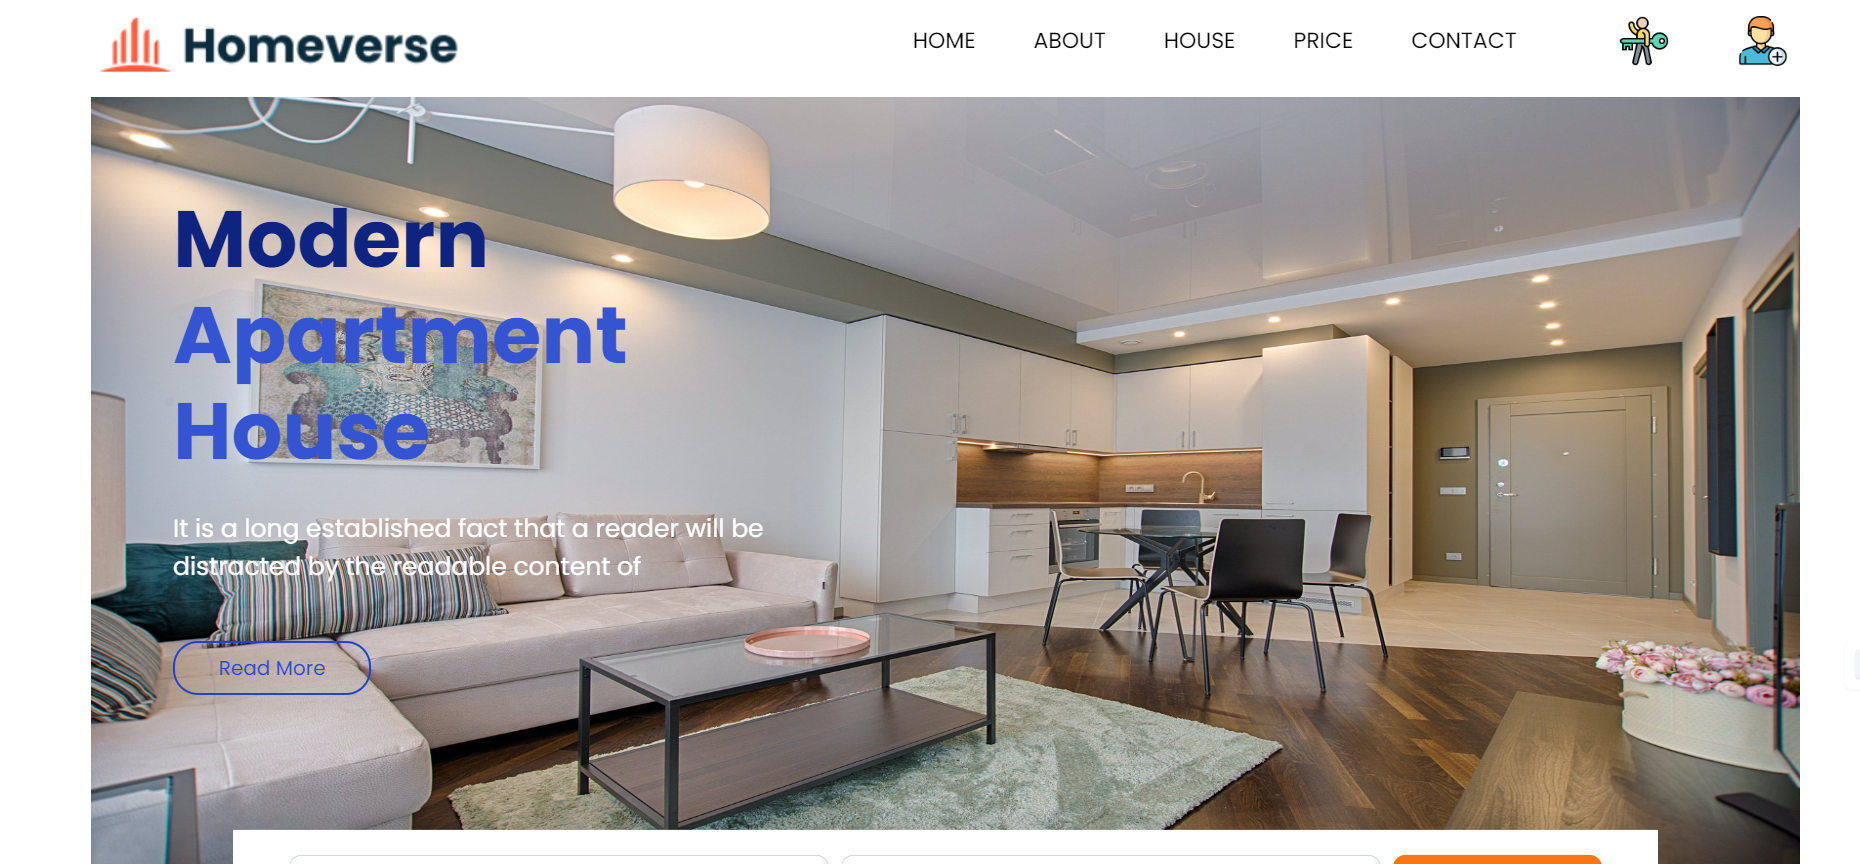 Homeverse
HOME
ABOUT
HOUSE
PRICE
CONTACT
Modern
Apartment
House
It is a long established fact that a reader will be
distracted by the readable content of
Read More